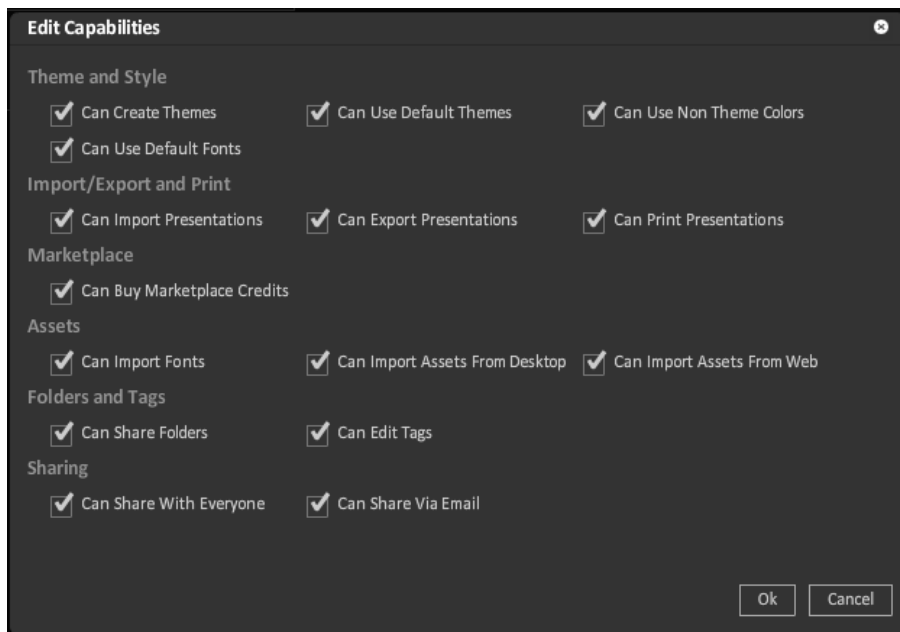 Edit Capabilities
Theme and Style
Can Create Themes Can Use Default Themes Can Use Non Theme Colors
Can Use Default Fonts
Import/Export and Print
Can Import Presentations Can Export Presentations Can Print Presentations
Marketplace
Can Buy Marketplace Credits
Assets
Can Import Fonts Can Import Assets From Desktop Can Import Assets From Web
Folders and Tags
Can Share Folders Can Edit Tags
Sharing
Can Share With Everyone Can Share Via Email
Ok Cancel